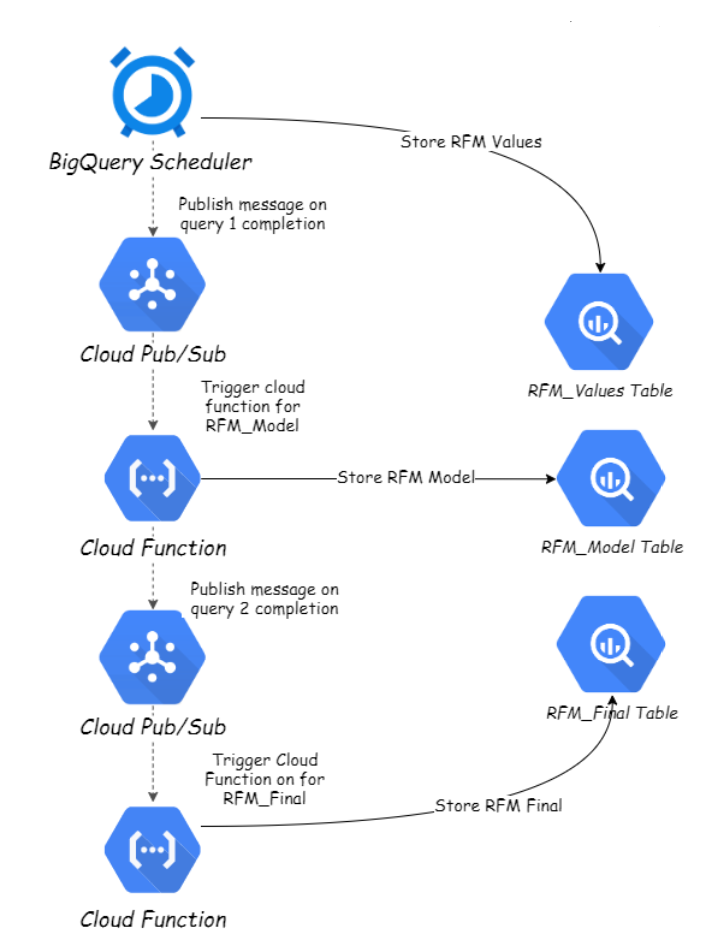 BigQuery Scheduler
Store RFM Values
Publish message on
query 1 completion
Cloud Pub/Sub
RFM_Values Table
Trigger cloud
function for
RFM_Model
Store RFM Model
Cloud Function
RFM_Model Table
Publish message on
query 2 completion
Cloud Pub/Sub
RFM_Final Table
Trigger Cloud
Function on for
RFM_Final
Store RFM Final
Cloud Function